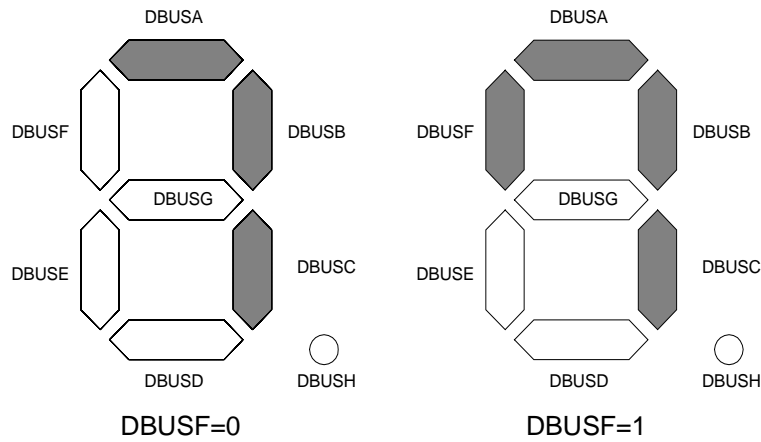 DBUSA DBUSA
DBUSF DBUSB DBUSF DBUSB
DBUSG DBUSG
DBUSE DBUSC DBUSE DBUSC
DBUSD DBUSH DBUSD DBUSH
DBUSF=0 DBUSF=1